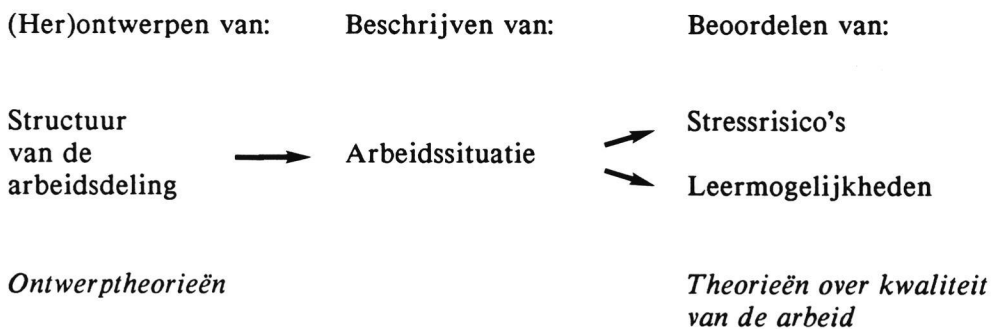 (Her)ontwerpen van:
Beschrijven van:
Beoordelen van:
Structuur
van de
arbeidsdeling
Arbeidssituatie
Stressrisico's
Leermogelijkheden
Ontwerptheorieën
Theorieën over kwaliteit
van de arbeid